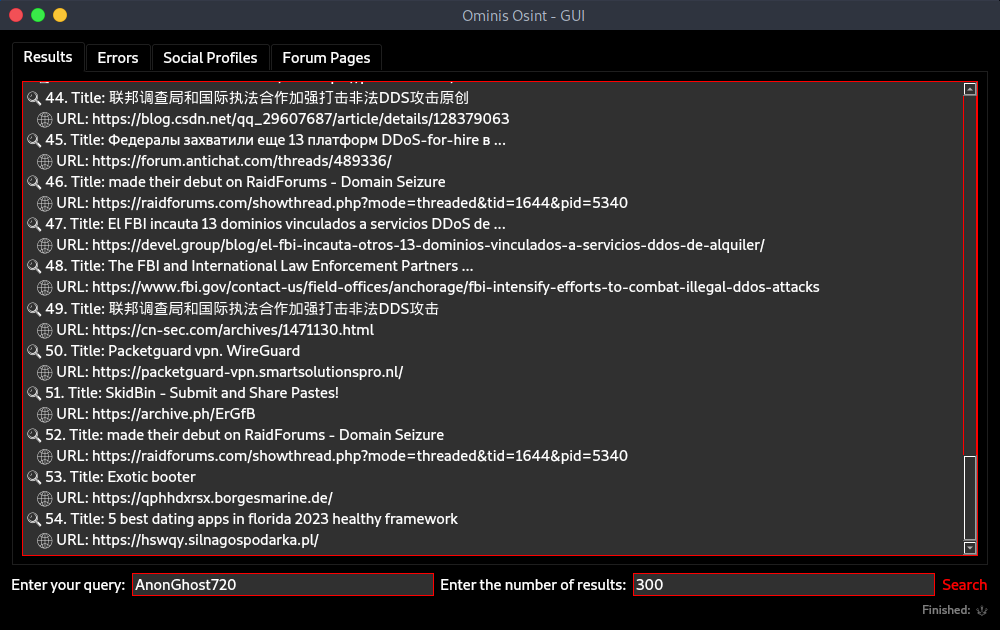 Ominis Osint - GUI
Results Errors Social Profiles Forum Pages
44. Title: 联邦调查局和国际执法合作加强打击非法DDS攻击原创
URL: https://blog.csdn.net/qq_29607687/article/details/128379063
45. Title: Федералы захватили еще 13 платформ DDoS-for-hire в ...
URL: https://forum.antichat.com/threads/489336/
46. Title: made their debut on RaidForums - Domain Seizure
URL: https://raidforums.com/showthread.php?mode=threaded&tid=1644&pid=5340
47. Title: El FBI incauta 13 dominios vinculados a servicios DDoS de ...
URL: https://devel.group/blog/el-fbi-incauta-otros-13-dominios-vinculados-a-servicios-ddos-de-alquiler/
48. Title: The FBI and International Law Enforcement Partners ...
URL: https://www.fbi.gov/contact-us/field-offices/anchorage/fbi-intensify-efforts-to-combat-illegal-ddos-attacks
49. Title: 联邦调查局和国际执法合作加强打击非法DDS攻击
URL: https://cn-sec.com/archives/1471130.html
50. Title: Packetguard vpn. WireGuard
URL: https://packetguard-vpn.smartsolutionspro.nl/
51. Title: SkidBin - Submit and Share Pastes!
URL: https://archive.ph/ErGfB
52. Title: made their debut on RaidForums - Domain Seizure
URL: https://raidforums.com/showthread.php?mode=threaded&tid=1644&pid=5340
53. Title: Exotic booter
URL: https://qphhdxrsx.borgesmarine.de/
54. Title: 5 best dating apps in florida 2023 healthy framework
URL: https://hswqy.silnagospodarka.pl/
Enter your query: AnonGhost720 Enter the number of results: 300 Search
Finished: